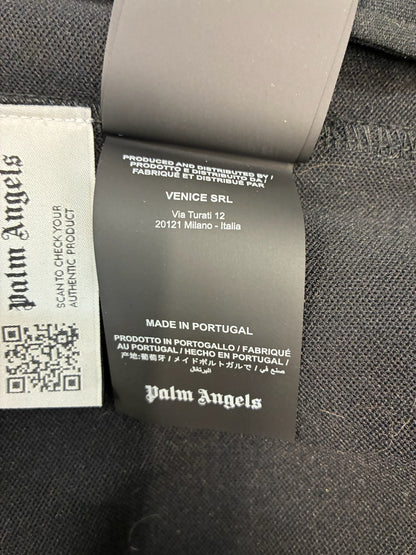 PRODUCED AND DISTRIBUTED BY /
PRODOTTO E DISTRIBUITO DA /
FABRIQUÉ ET DISTRIBUÉ PAR
VENICE SRL
Via Turati 12
20121 Milano - Italia
MADE IN PORTUGAL
PRODOTTO IN PORTOGALLO / FABRIQUÉ
AU PORTUGAL / HECHO EN PORTUGAL
/ 产地:葡萄牙 / メイドポルトガルで / صنع في
البرتغال
Palm Angels
Palm Angels
SCAN TO CHECK YOUR
AUTHENTIC PRODUCT